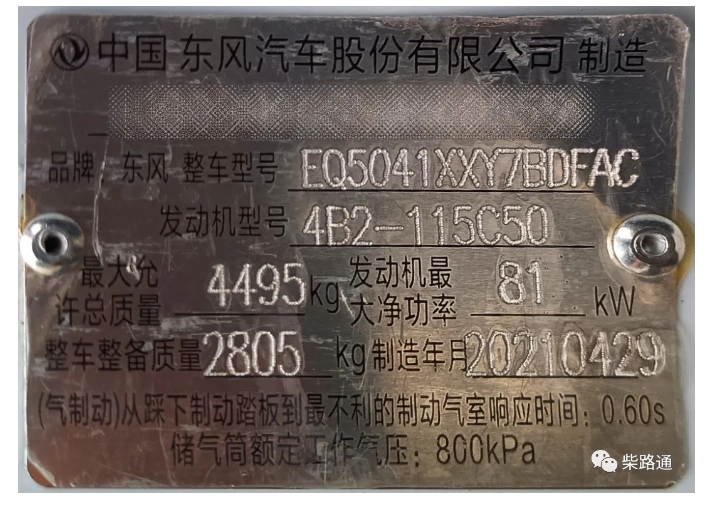 中国 东风汽车股份有限公司 制造
品牌：东风 整车型号 EQ5041XXY7BDFAC
发动机型号 4B2-115C50
最大允许总质量 4495kg 发动机最大净功率 81 kW
整车整备质量 2805 kg 制造年月 20210429
(气制动)从踩下制动踏板到最不利的制动气室响应时间：0.60s
储气筒额定工作气压：800kPa
柴路通